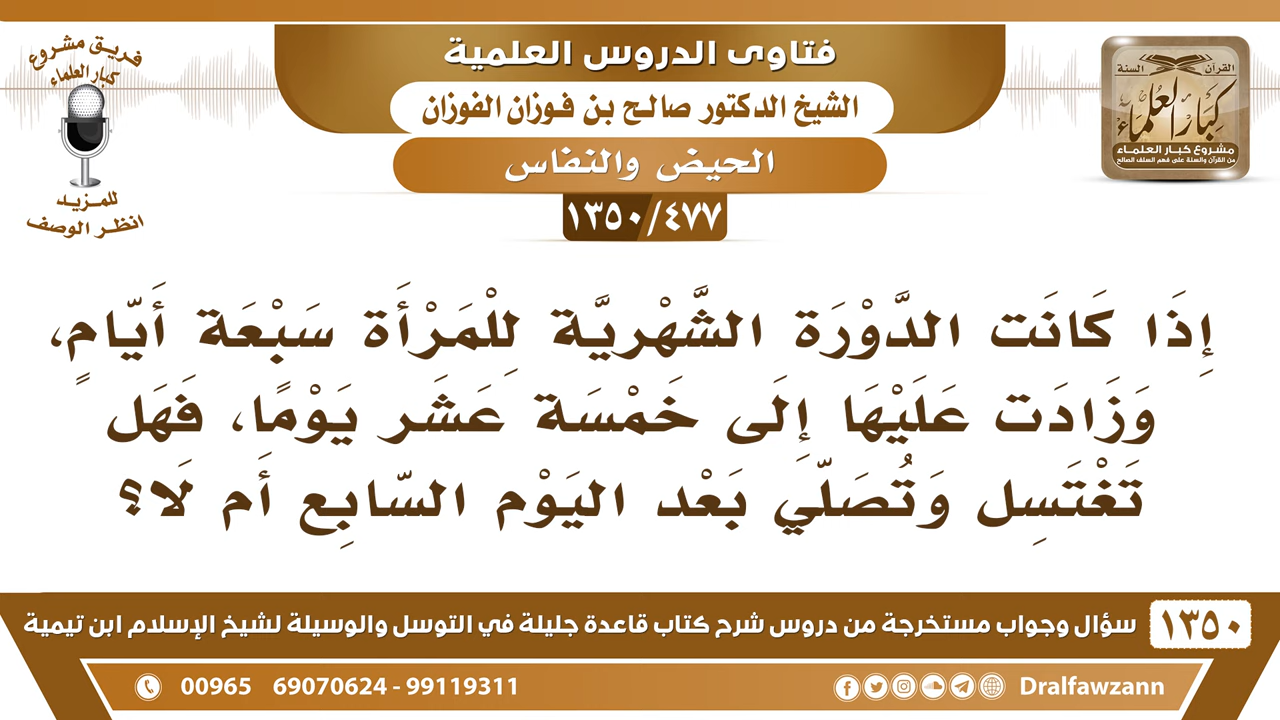 فتاوى الدروس العلمية
الشيخ الدكتور صالح بن فوزان الفوزان
الحيض والنفاس
١٣٥٠/٤٧٧
فريق مشروع
كبار العلماء
للمزيد
انظر الوصف
القرآن السنة
كبار العلماء
مشروع كبار العلماء
من القرآن والسنة على فهم السلف الصالح
إِذَا كَانَت الدَّوْرَة الشَّهْرِيَّة لِلْمَرْأَة سَبْعَة أَيّامٍ،
وَزَادَت عَلَيْهَا إِلَى خَمْسَة عَشَر يَوْمًا، فَهَل
تَغْتَسِل وَتُصَلّي بَعْد اليَوْم السّابِع أَم لَا؟
١٣٥٠ سؤال وجواب مستخرجة من دروس شرح كتاب قاعدة جليلة في التوسل والوسيلة لشيخ الإسلام ابن تيمية
00965 69070624 - 99119311
Dralfawzann